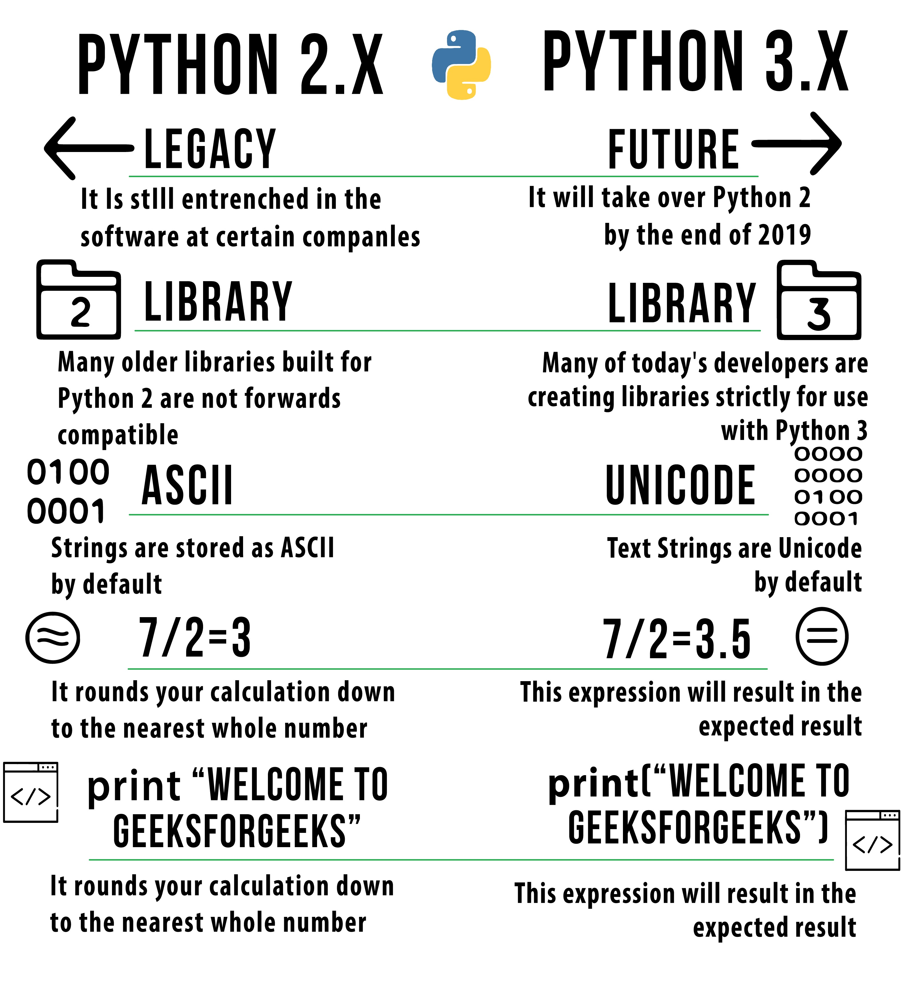 PYTHON 2.X
PYTHON 3.X
LEGACY
FUTURE
It Is stIll entrenched in the
software at certain companles
It will take over Python 2
by the end of 2019
2
LIBRARY
LIBRARY
3
Many older libraries built for
Python 2 are not forwards
compatible
Many of today's developers are
creating libraries strictly for use
with Python 3
0100
0001
ASCII
UNICODE
0000
0000
0100
0001
Strings are stored as ASCII
by default
Text Strings are Unicode
by default
≈
7/2=3
7/2=3.5
=
It rounds your calculation down
to the nearest whole number
This expression will result in the
expected result
</>
print “WELCOME TO
GEEKSFORGEEKS”
print(“WELCOME TO
GEEKSFORGEEKS”)
</>
It rounds your calculation down
to the nearest whole number
This expression will result in the
expected result